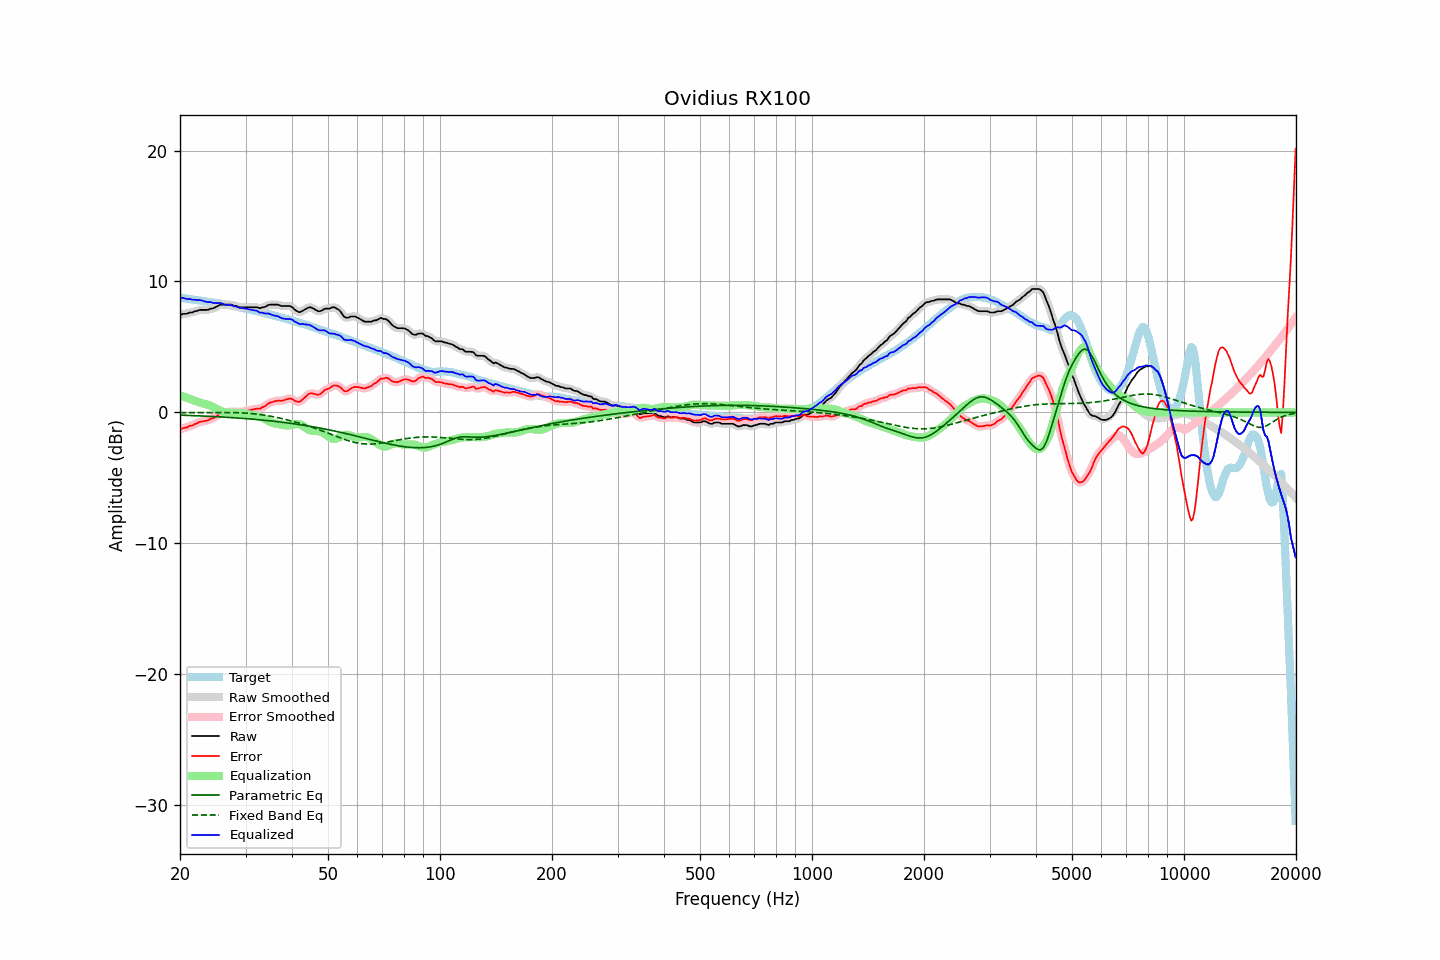 Ovidius RX100
20
10
0
−10
−20
−30
Amplitude (dBr)
Target
Raw Smoothed
Error Smoothed
Raw
Error
Equalization
Parametric Eq
Fixed Band Eq
Equalized
20 50 100 200 500 1000 2000 5000 10000 20000
Frequency (Hz)